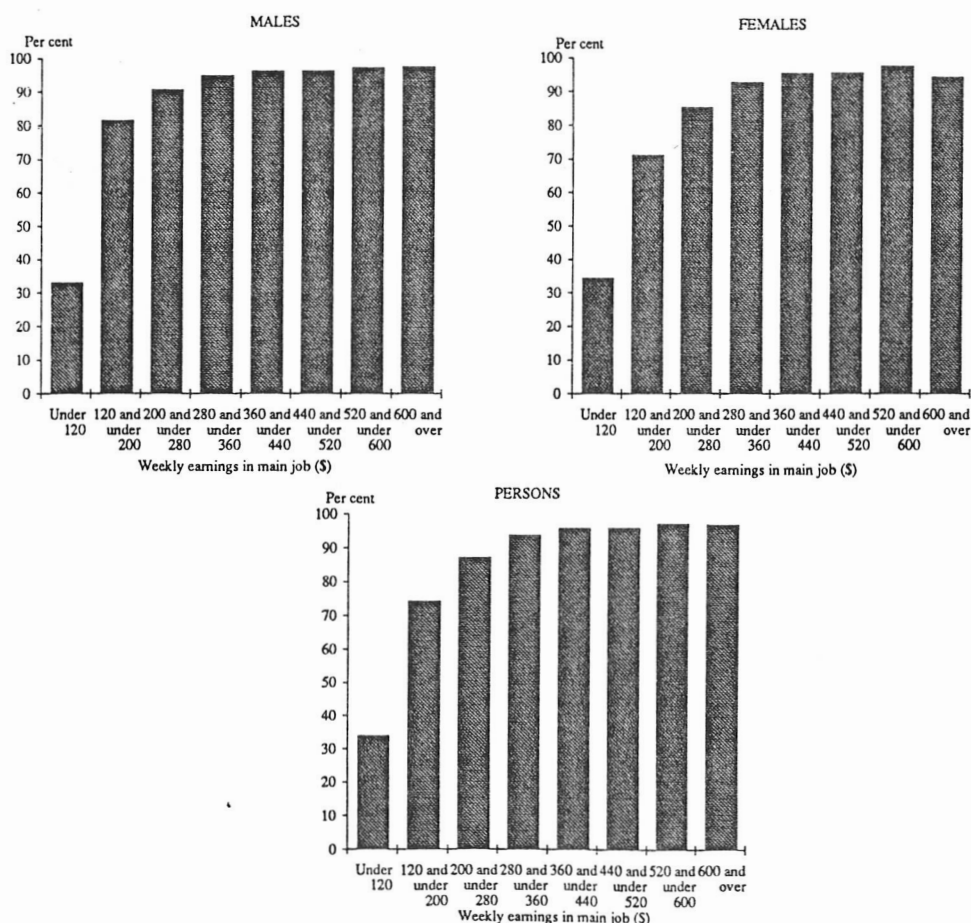 MALES
Per cent
100
90
80
70
60
50
40
30
20
10
0
Under 120 and 200 and 280 and 360 and 440 and 520 and 600 and
120 under under under under under under over
200 280 360 440 520 600
Weekly earnings in main job ($)
FEMALES
Per cent
100
90
80
70
60
50
40
30
20
10
0
Under 120 and 200 and 280 and 360 and 440 and 520 and 600 and
120 under under under under under under over
200 280 360 440 520 600
Weekly earnings in main job ($)
PERSONS
Per cent
100
90
80
70
60
50
40
30
20
10
0
Under 120 and 200 and 280 and 360 and 440 and 520 and 600 and
120 under under under under under under over
200 280 360 440 520 600
Weekly earnings in main job ($)